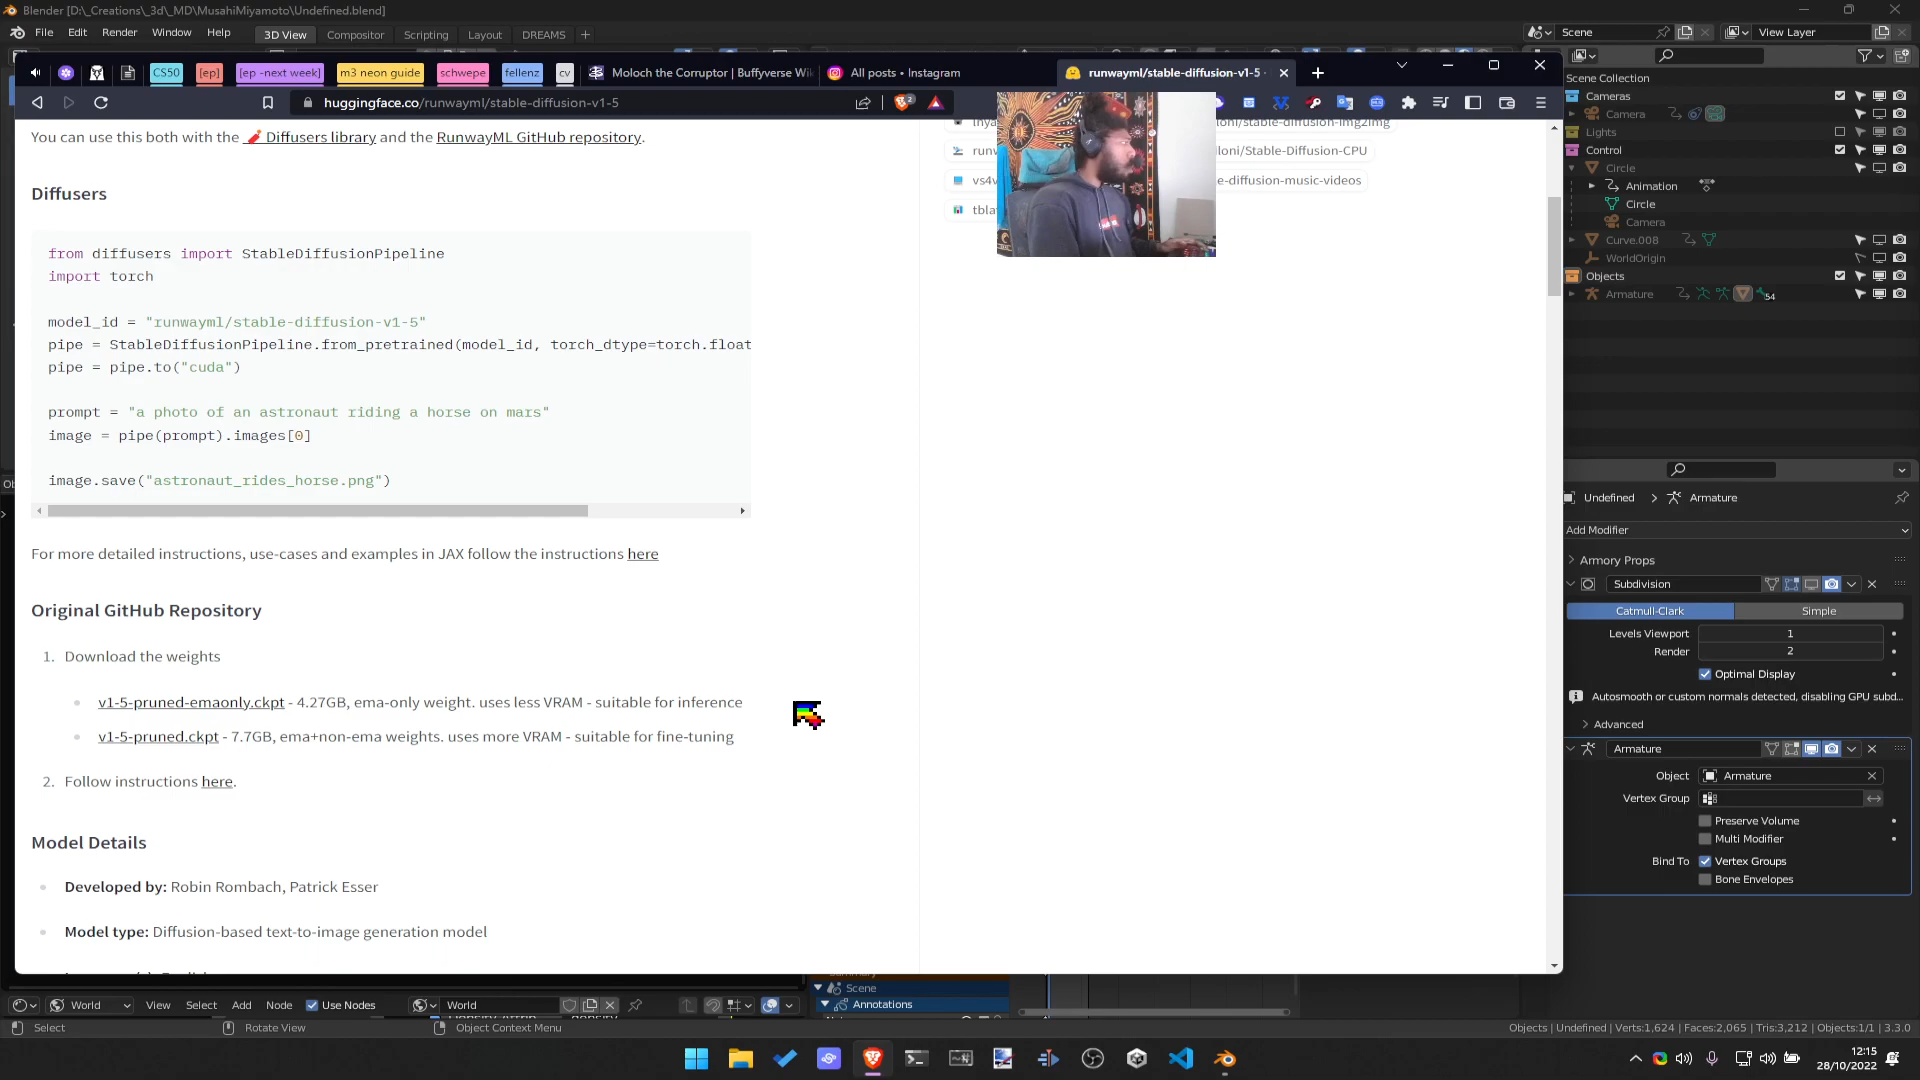 Blender [D:\_Creations\_3d\_MD\MusahiMiyamoto\Undefined.blend]
File Edit Render Window Help 3D View Compositor Scripting Layout DREAMS +
Scene View Layer
CS50 [ep] [ep -next week] m3 neon guide schwepe fellenz cv Moloch the Corruptor | Buffyverse Wik All posts • Instagram runwayml/stable-diffusion-v1-5 ·
huggingface.co/runwayml/stable-diffusion-v1-5
You can use this both with the 🧨 Diffusers library and the RunwayML GitHub repository.
Diffusers
from diffusers import StableDiffusionPipeline
import torch
model_id = "runwayml/stable-diffusion-v1-5"
pipe = StableDiffusionPipeline.from_pretrained(model_id, torch_dtype=torch.float
pipe = pipe.to("cuda")
prompt = "a photo of an astronaut riding a horse on mars"
image = pipe(prompt).images[0]
image.save("astronaut_rides_horse.png")
For more detailed instructions, use-cases and examples in JAX follow the instructions here
Original GitHub Repository
1. Download the weights
v1-5-pruned-emaonly.ckpt - 4.27GB, ema-only weight. uses less VRAM - suitable for inference
v1-5-pruned.ckpt - 7.7GB, ema+non-ema weights. uses more VRAM - suitable for fine-tuning
2. Follow instructions here.
Model Details
Developed by: Robin Rombach, Patrick Esser
Model type: Diffusion-based text-to-image generation model
loni/stable-diffusion-img2img
runw iloni/Stable-Diffusion-CPU
vs4v e-diffusion-music-videos
tblat
Scene Collection
Cameras
Camera
Lights
Control
Circle
Animation
Circle
Camera
Curve.008
WorldOrigin
Objects
Armature 54
Undefined > Armature
Add Modifier
Armory Props
Subdivision
Catmull-Clark Simple
Levels Viewport 1
Render 2
Optimal Display
Autosmooth or custom normals detected, disabling GPU subd...
Advanced
Armature
Object Armature
Vertex Group
Preserve Volume
Multi Modifier
Bind To Vertex Groups
Bone Envelopes
Summary
Scene
Annotations
World View Select Add Node Use Nodes World
Select Rotate View Object Context Menu
Objects | Undefined | Verts:1,624 | Faces:2,065 | Tris:3,212 | Objects:1/1 | 3.3.0
12:15
28/10/2022